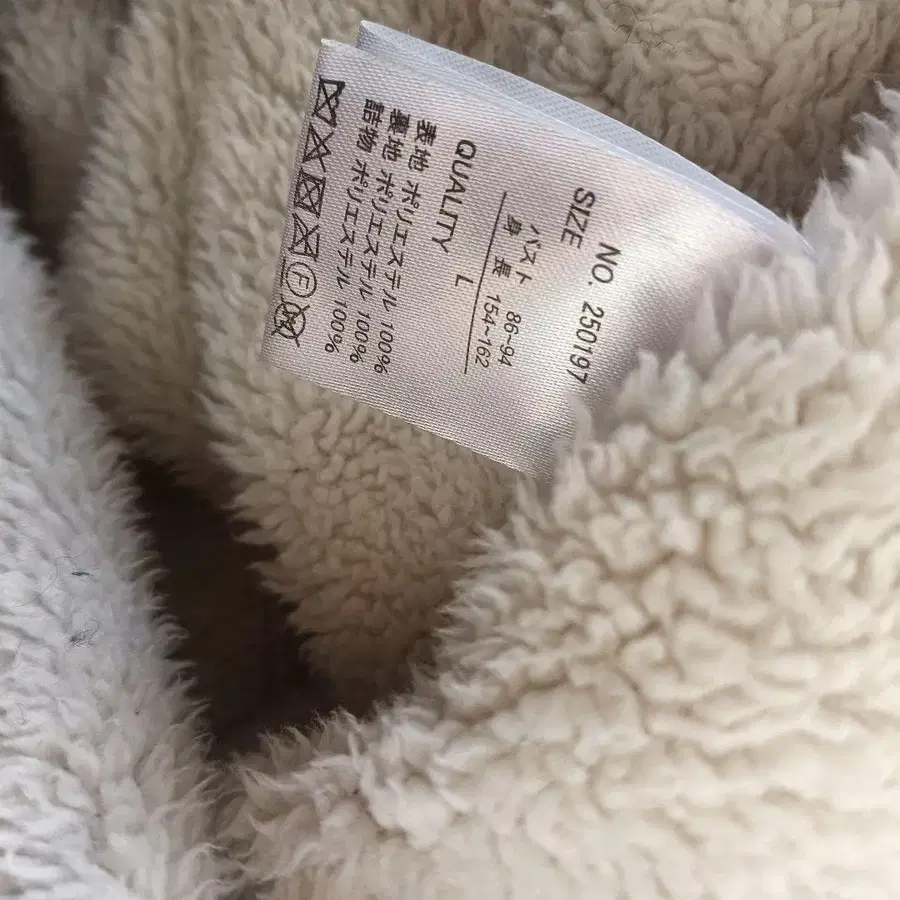 NO. 250197
SIZE
バスト 86~94
身 長 154~162
L
QUALITY
表地 ポリエステル 100%
裏地 ポリエステル 100%
詰物 ポリエステル 100%
F